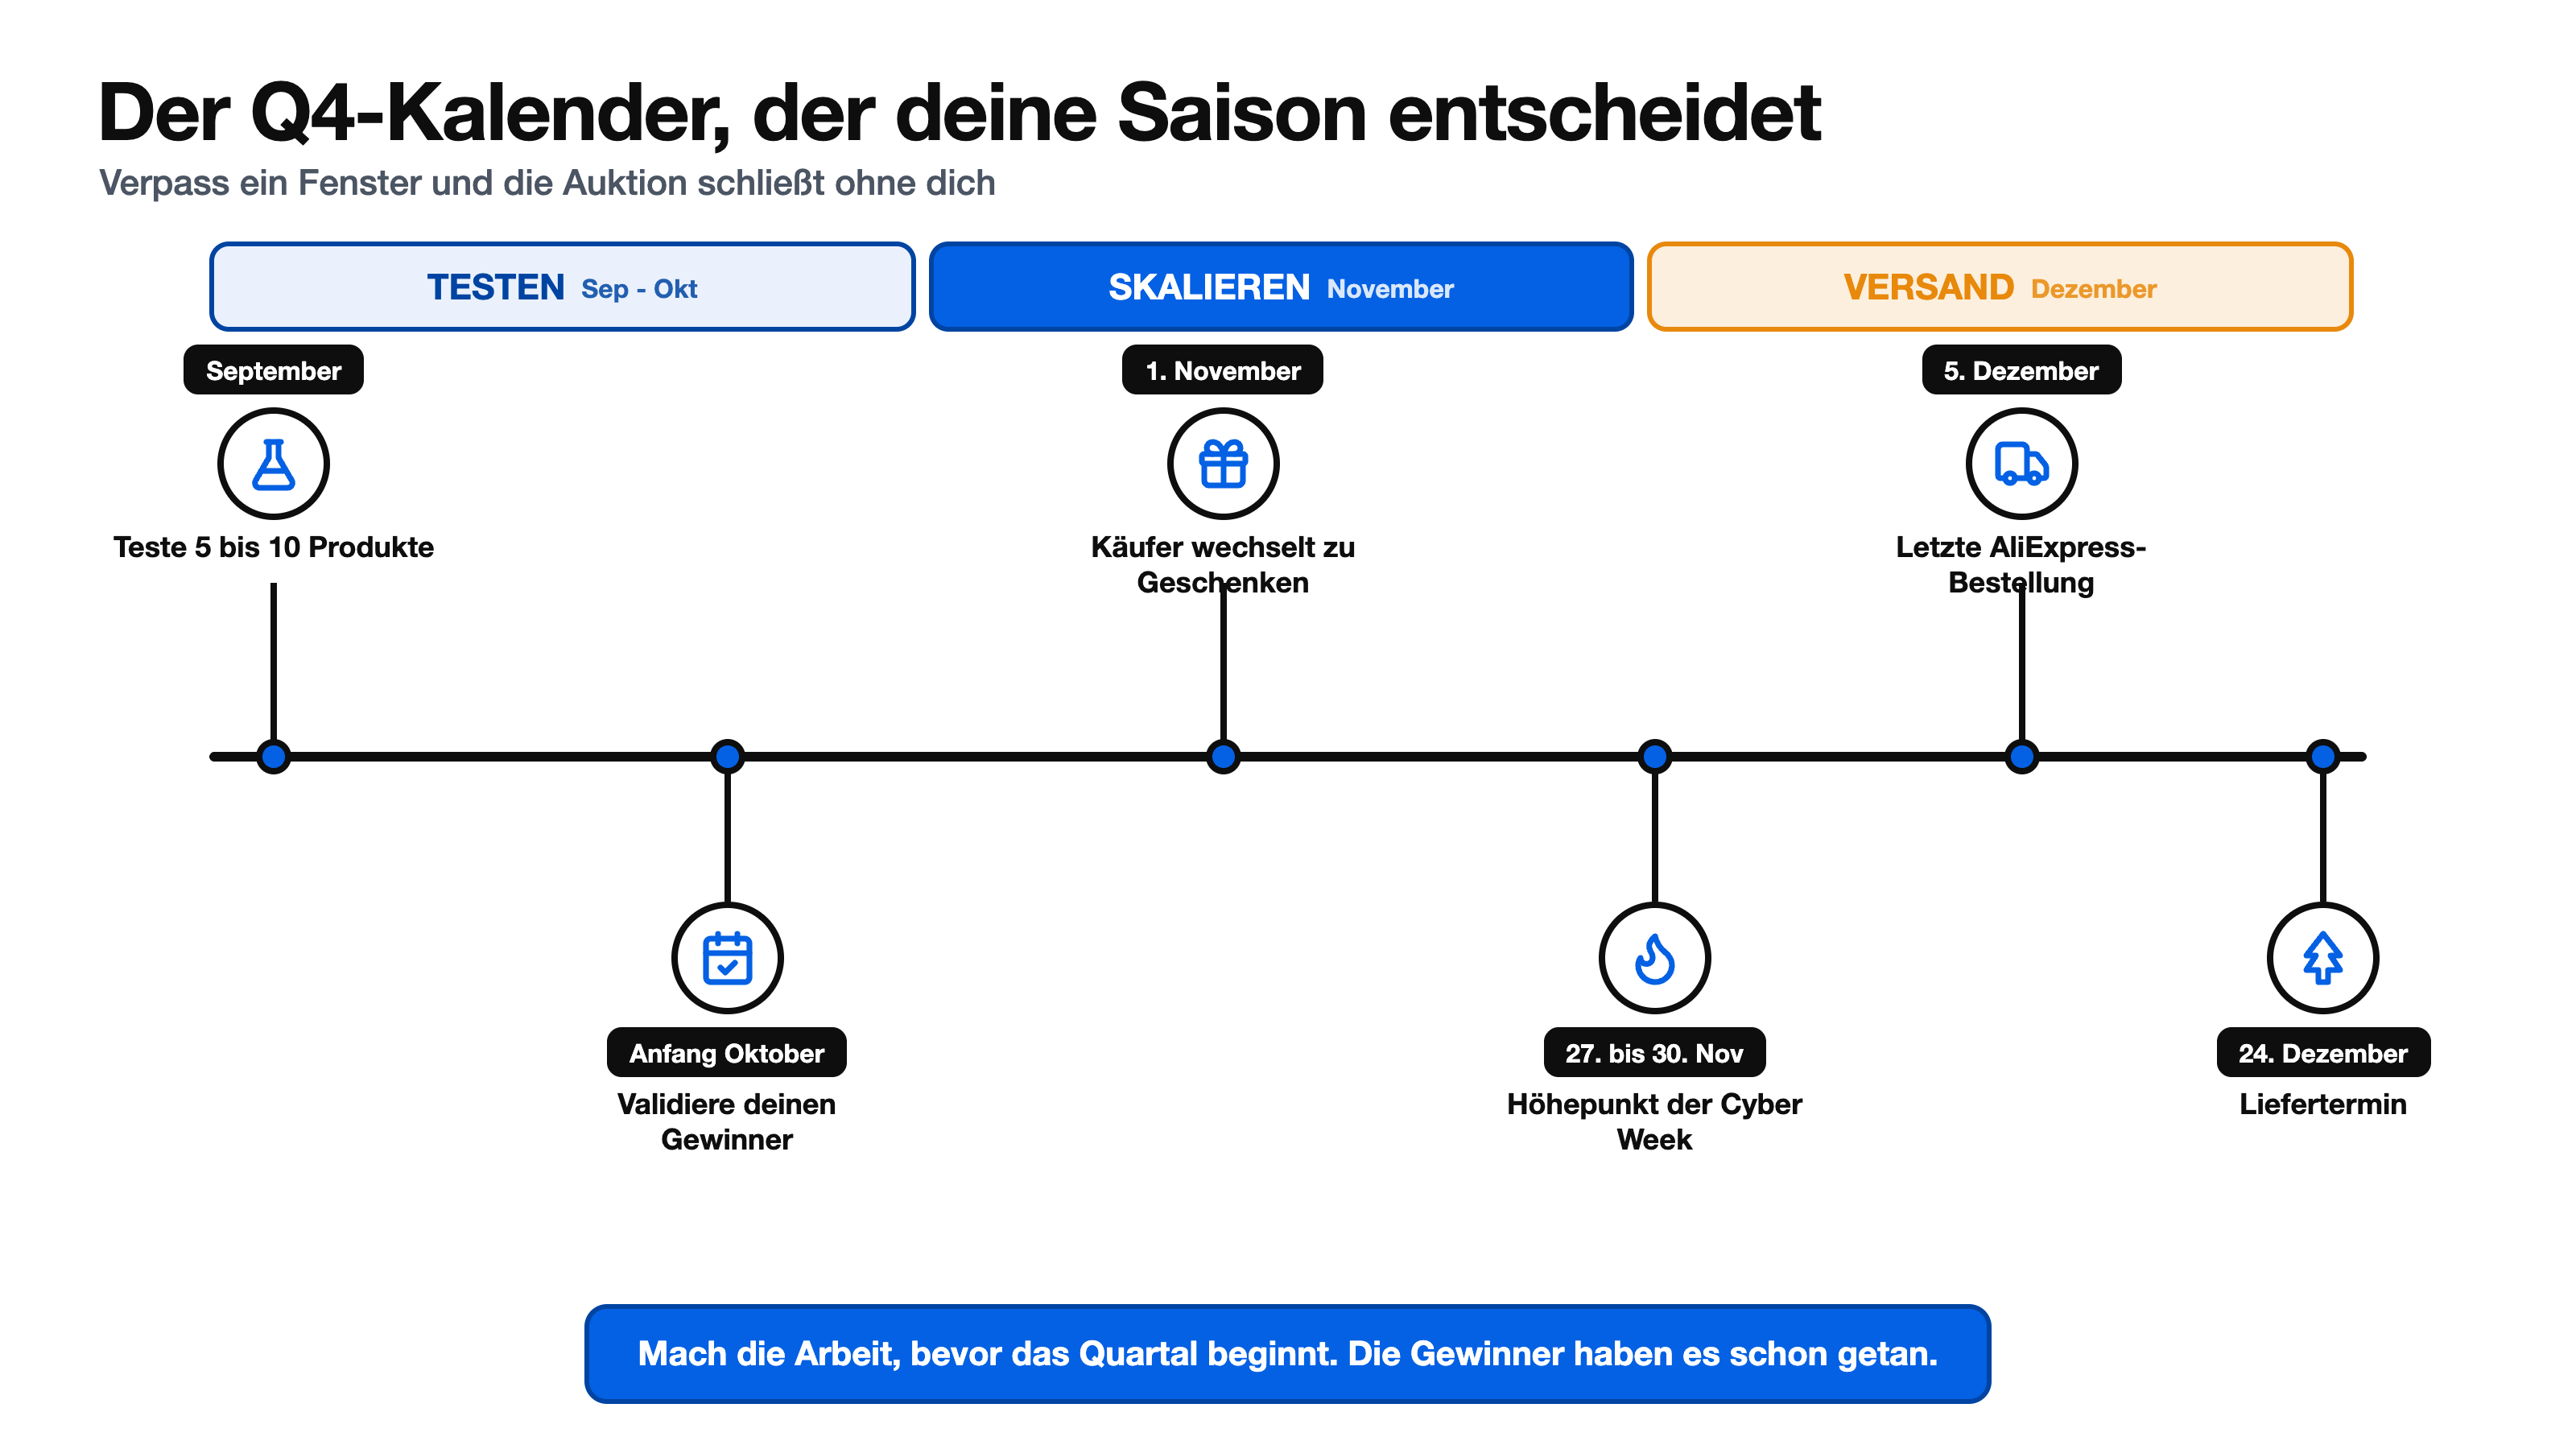 Der Q4-Kalender, der deine Saison entscheidet
Verpass ein Fenster und die Auktion schließt ohne dich
TESTEN Sep - Okt
SKALIEREN November
VERSAND Dezember
September
Teste 5 bis 10 Produkte
1. November
Käufer wechselt zu
Geschenken
5. Dezember
Letzte AliExpress-
Bestellung
Anfang Oktober
Validiere deinen
Gewinner
27. bis 30. Nov
Höhepunkt der Cyber
Week
24. Dezember
Liefertermin
Mach die Arbeit, bevor das Quartal beginnt. Die Gewinner haben es schon getan.